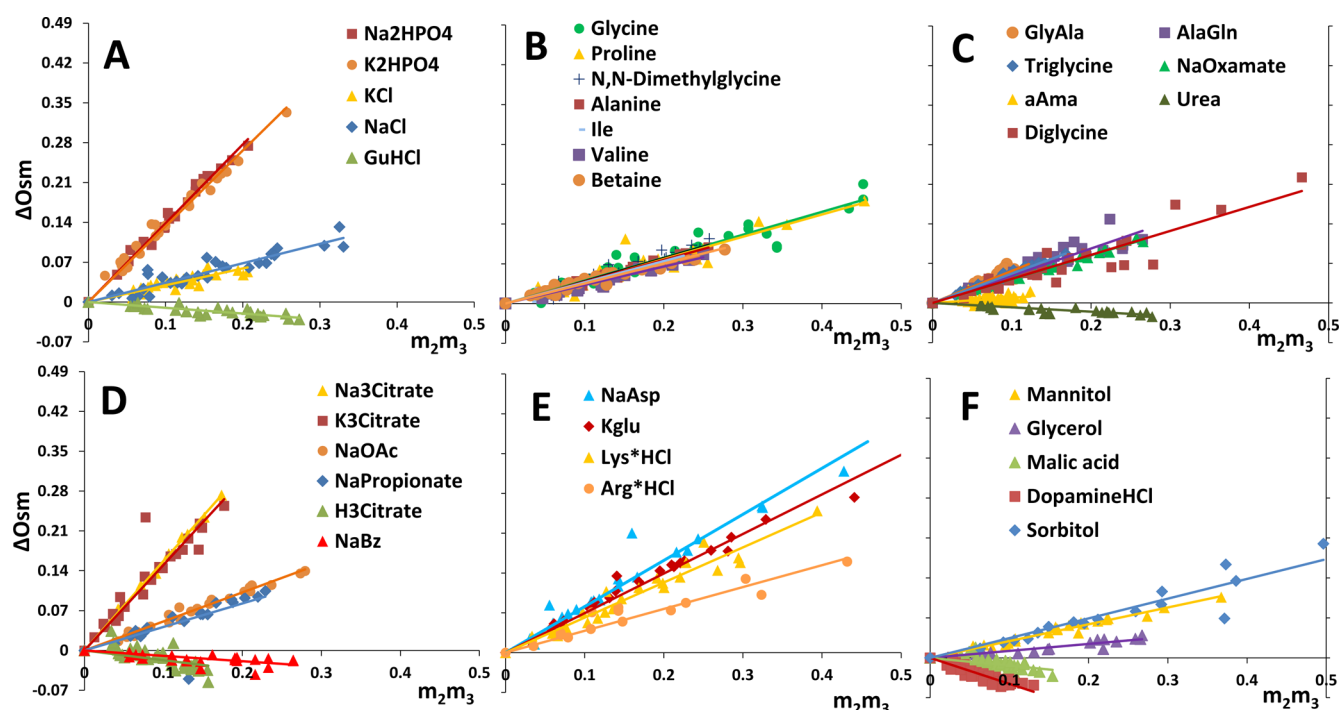 A
0.49
0.42
0.35
0.28
0.21
0.14
0.07
0
-0.07
ΔOsm
Na2HPO4
K2HPO4
KCl
NaCl
GuHCl
0 0.1 0.2 0.3 0.4 0.5
m₂m₃
B
Glycine
Proline
N,N-Dimethylglycine
Alanine
Ile
Valine
Betaine
0 0.1 0.2 0.3 0.4 0.5
m₂m₃
C
GlyAla
Triglycine
aAma
Diglycine
AlaGln
NaOxamate
Urea
0 0.1 0.2 0.3 0.4 0.5
m₂m₃
D
0.49
0.42
0.35
0.28
0.21
0.14
0.07
0
-0.07
ΔOsm
Na3Citrate
K3Citrate
NaOAc
NaPropionate
H3Citrate
NaBz
0 0.1 0.2 0.3 0.4 0.5
m₂m₃
E
NaAsp
Kglu
Lys*HCl
Arg*HCl
0 0.1 0.2 0.3 0.4 0.5
m₂m₃
F
Mannitol
Glycerol
Malic acid
DopamineHCl
Sorbitol
0 0.1 0.2 0.3 0.4 0.5
m₂m₃